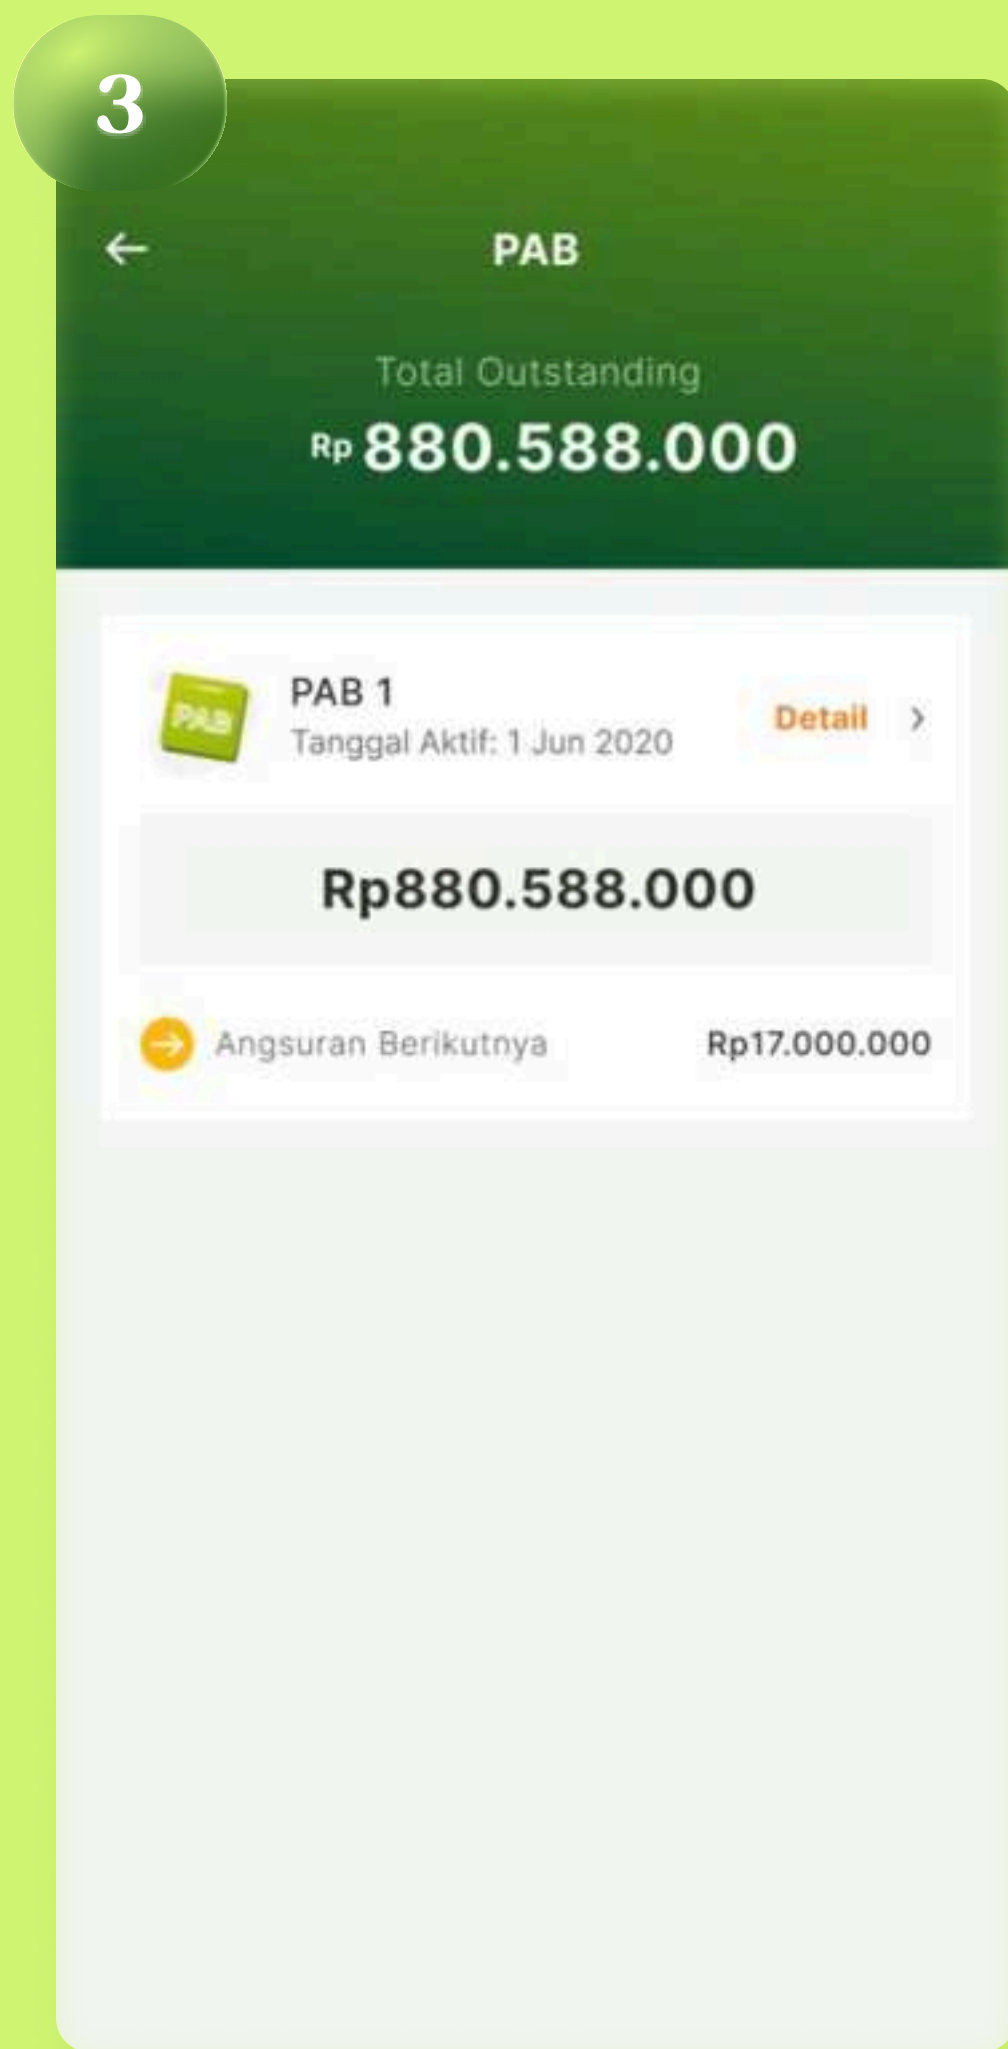 3
PAB
Total Outstanding
Rp 880.588.000
PAB
PAB 1
Tanggal Aktif: 1 Jun 2020
Detail
Rp880.588.000
Angsuran Berikutnya
Rp17.000.000